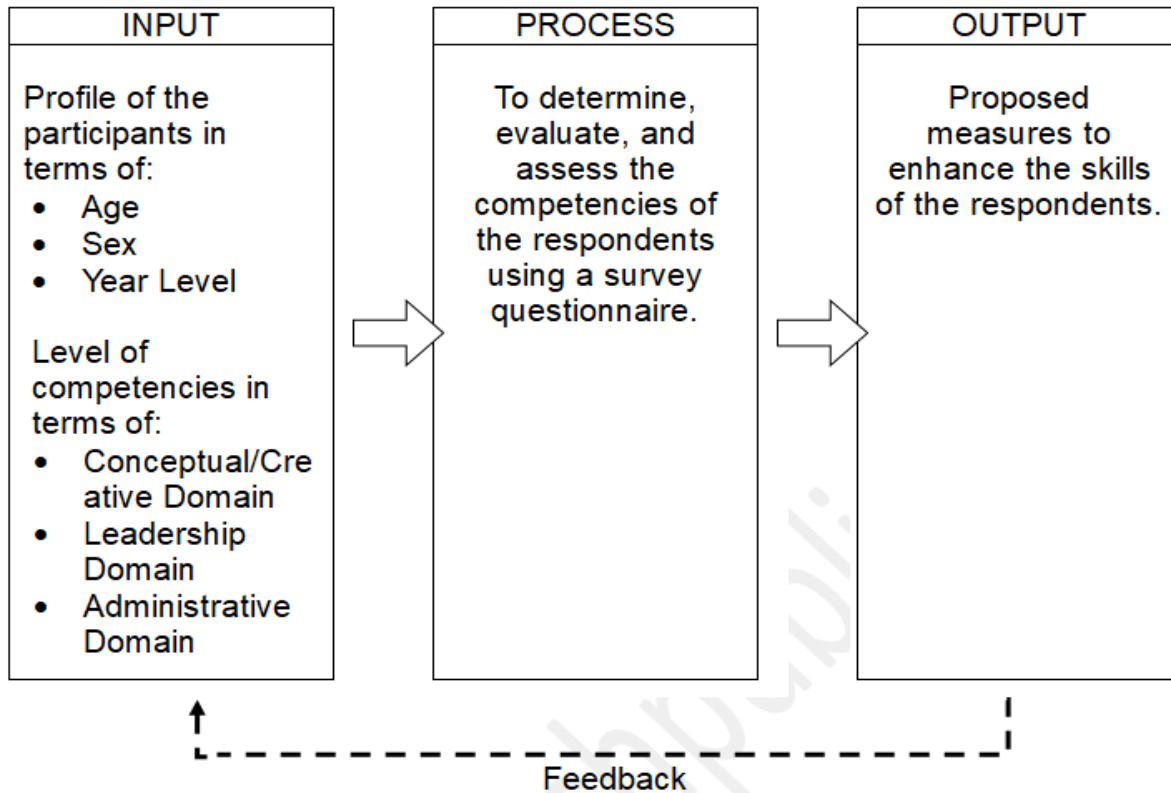 INPUT
Profile of the
participants in
terms of:
• Age
• Sex
• Year Level
Level of
competencies in
terms of:
• Conceptual/Cre
ative Domain
• Leadership
Domain
• Administrative
Domain
PROCESS
To determine,
evaluate, and
assess the
competencies of
the respondents
using a survey
questionnaire.
OUTPUT
Proposed
measures to
enhance the skills
of the respondents.
Feedback